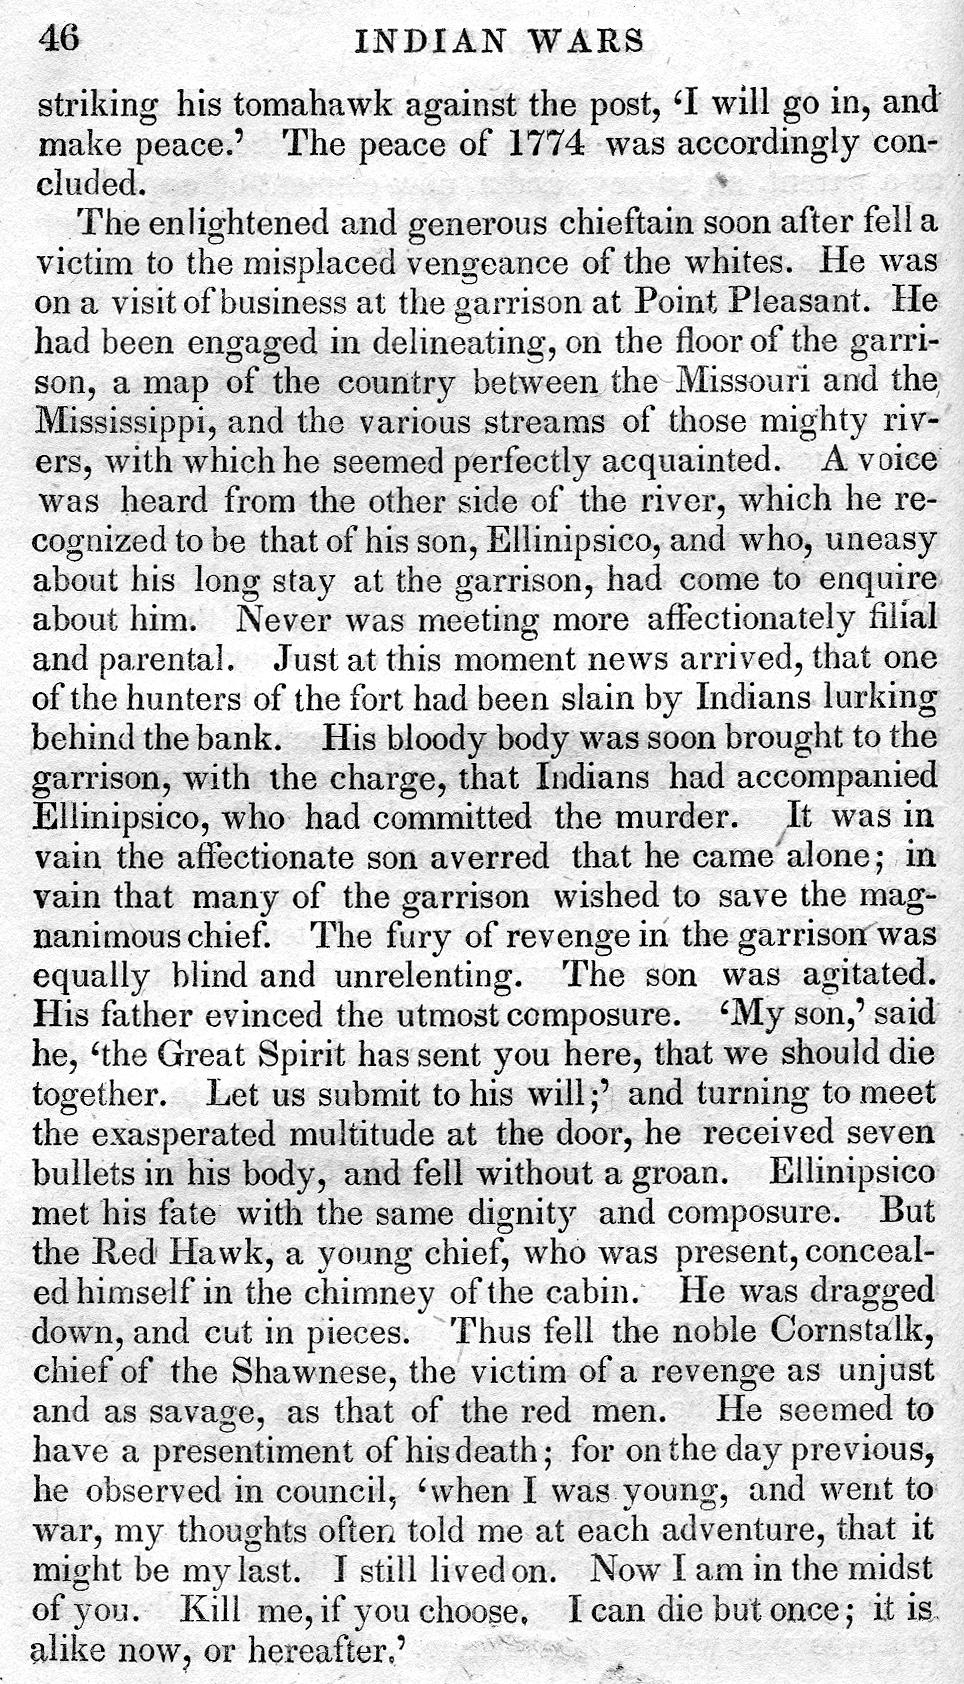 46 INDIAN WARS
striking his tomahawk against the post, ‘I will go in, and
make peace.’ The peace of 1774 was accordingly con-
cluded.
The enlightened and generous chieftain soon after fell a
victim to the misplaced vengeance of the whites. He was
on a visit of business at the garrison at Point Pleasant. He
had been engaged in delineating, on the floor of the garri-
son, a map of the country between the Missouri and the
Mississippi, and the various streams of those mighty riv-
ers, with which he seemed perfectly acquainted. A voice
was heard from the other side of the river, which he re-
cognized to be that of his son, Ellinipsico, and who, uneasy
about his long stay at the garrison, had come to enquire
about him. Never was meeting more affectionately filial
and parental. Just at this moment news arrived, that one
of the hunters of the fort had been slain by Indians lurking
behind the bank. His bloody body was soon brought to the
garrison, with the charge, that Indians had accompanied
Ellinipsico, who had committed the murder. It was in
vain the affectionate son averred that he came alone; in
vain that many of the garrison wished to save the mag-
nanimous chief. The fury of revenge in the garrison was
equally blind and unrelenting. The son was agitated.
His father evinced the utmost composure. ‘My son,’ said
he, ‘the Great Spirit has sent you here, that we should die
together. Let us submit to his will;’ and turning to meet
the exasperated multitude at the door, he received seven
bullets in his body, and fell without a groan. Ellinipsico
met his fate with the same dignity and composure. But
the Red Hawk, a young chief, who was present, conceal-
ed himself in the chimney of the cabin. He was dragged
down, and cut in pieces. Thus fell the noble Cornstalk,
chief of the Shawnese, the victim of a revenge as unjust
and as savage, as that of the red men. He seemed to
have a presentiment of his death; for on the day previous,
he observed in council, ‘when I was young, and went to
war, my thoughts often told me at each adventure, that it
might be my last. I still lived on. Now I am in the midst
of you. Kill me, if you choose. I can die but once; it is
alike now, or hereafter.’